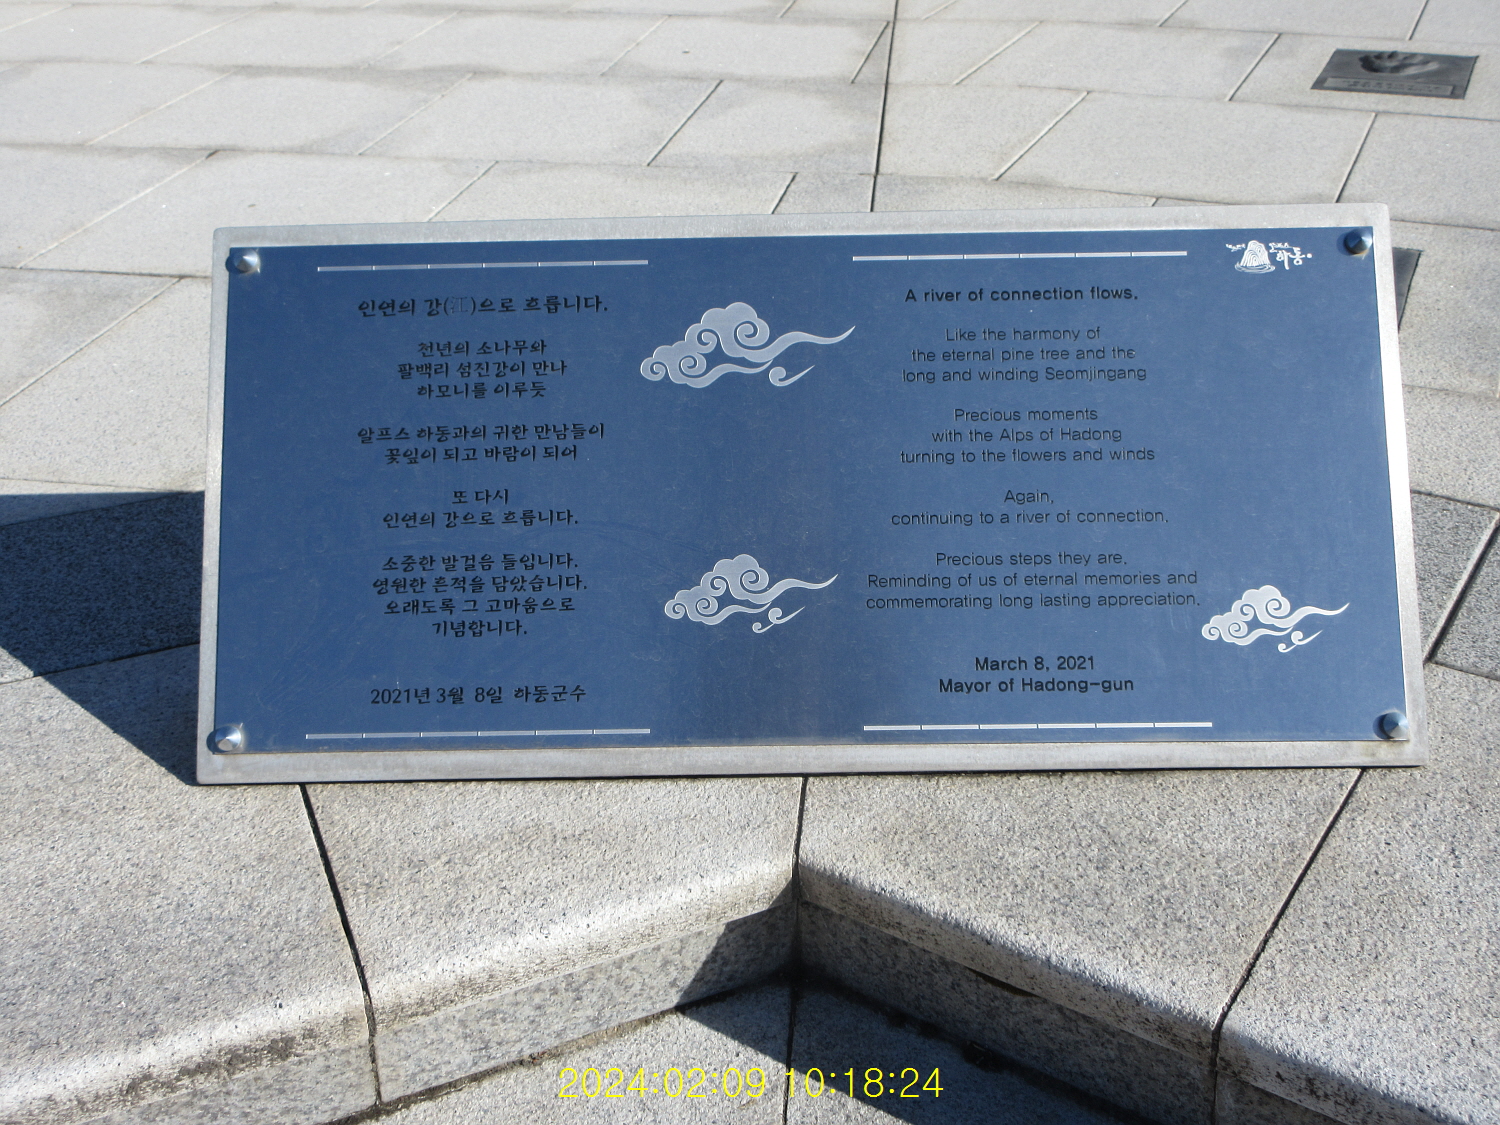 인연의 강(江)으로 흐릅니다.
천년의 소나무와
팔백리 섬진강이 만나
하모니를 이루듯
알프스 하동과의 귀한 만남들이
꽃잎이 되고 바람이 되어
또 다시
인연의 강으로 흐릅니다.
소중한 발걸음 들입니다.
영원한 흔적을 담았습니다.
오래도록 그 고마움으로
기념합니다.
2021년 3월 8일 하동군수
하동
A river of connection flows.
Like the harmony of
the eternal pine tree and the
long and winding Seomjingang
Precious moments
with the Alps of Hadong
turning to the flowers and winds
Again,
continuing to a river of connection.
Precious steps they are,
Reminding of us of eternal memories and
commemorating long lasting appreciation.
March 8, 2021
Mayor of Hadong-gun
2024:02:09 10:18:24